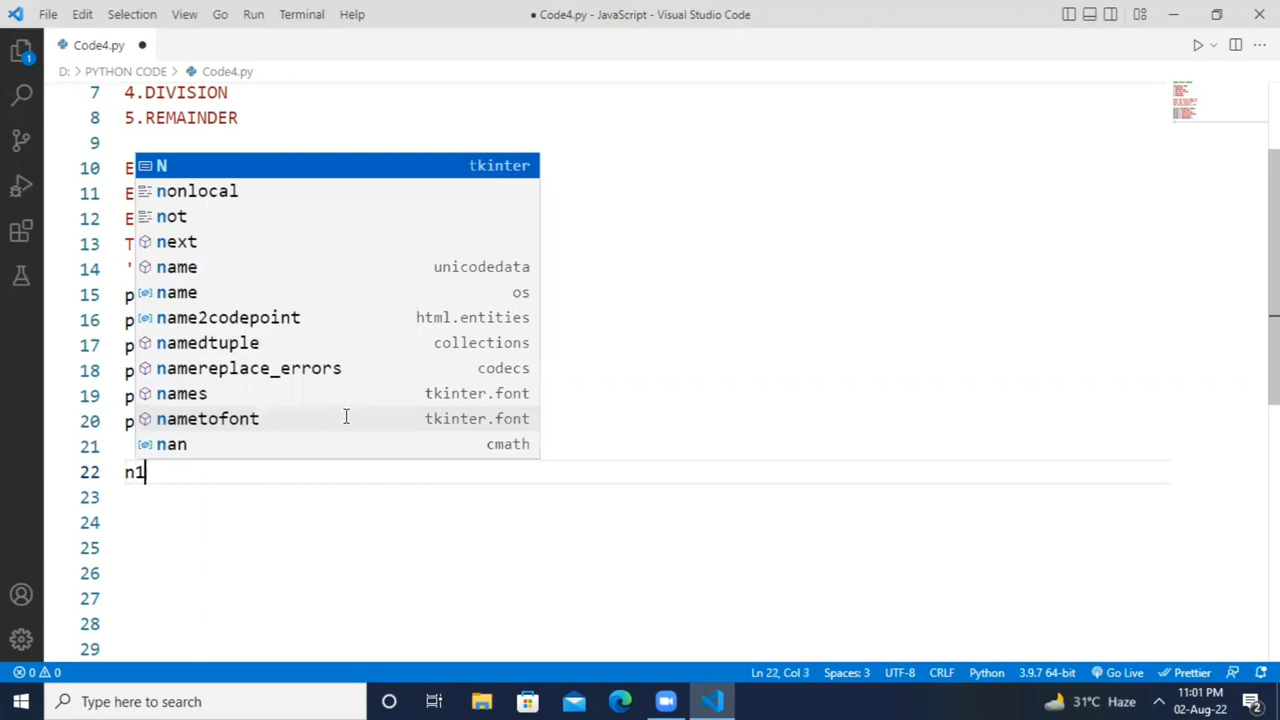 File Edit Selection View Go Run Terminal Help
● Code4.py - JavaScript - Visual Studio Code
Code4.py
D: > PYTHON CODE > Code4.py
7 4.DIVISION
8 5.REMAINDER
9
10 E
11 E
12 E
13 T
14 '
15 p
16 p
17 p
18 p
19 p
20 p
21
22 n1
23
24
25
26
27
28
29
N tkinter
nonlocal
not
next
name unicodedata
name os
name2codepoint html.entities
namedtuple collections
namereplace_errors codecs
names tkinter.font
nametofont tkinter.font
nan cmath
1
0 0 Ln 22, Col 3 Spaces: 3 UTF-8 CRLF Python 3.9.7 64-bit Go Live Prettier
Type here to search
31°C Haze
11:01 PM
02-Aug-22
2